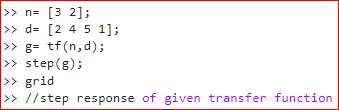 >> n= [3 2];
>> d= [2 4 5 1];
>> g= tf(n,d);
>> step(g);
>> grid
>> //step response of given transfer function